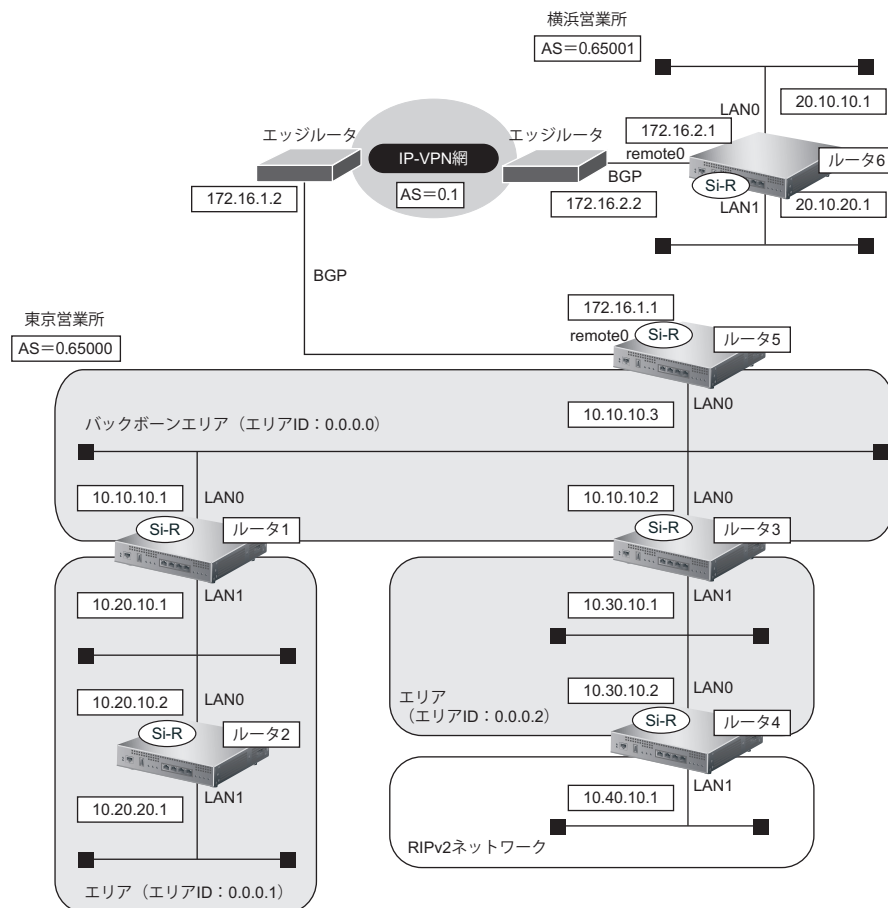 横浜営業所
AS=0.65001
LAN0
20.10.10.1
エッジルータ
エッジルータ
172.16.2.1
IP-VPN網
remote0
ルータ6
BGP
Si-R
172.16.1.2
AS=0.1
172.16.2.2
LAN1
20.10.20.1
BGP
172.16.1.1
東京営業所
remote0
Si-R
ルータ5
AS=0.65000
LAN0
10.10.10.3
バックボーンエリア（エリアID：0.0.0.0）
10.10.10.1
LAN0
10.10.10.2
LAN0
Si-R
ルータ1
Si-R
ルータ3
LAN1
LAN1
10.20.10.1
10.30.10.1
10.20.10.2
LAN0
エリア
（エリアID：0.0.0.2）
10.30.10.2
LAN0
Si-R
ルータ2
Si-R
ルータ4
10.20.20.1
LAN1
10.40.10.1
LAN1
RIPv2ネットワーク
エリア（エリアID：0.0.0.1）